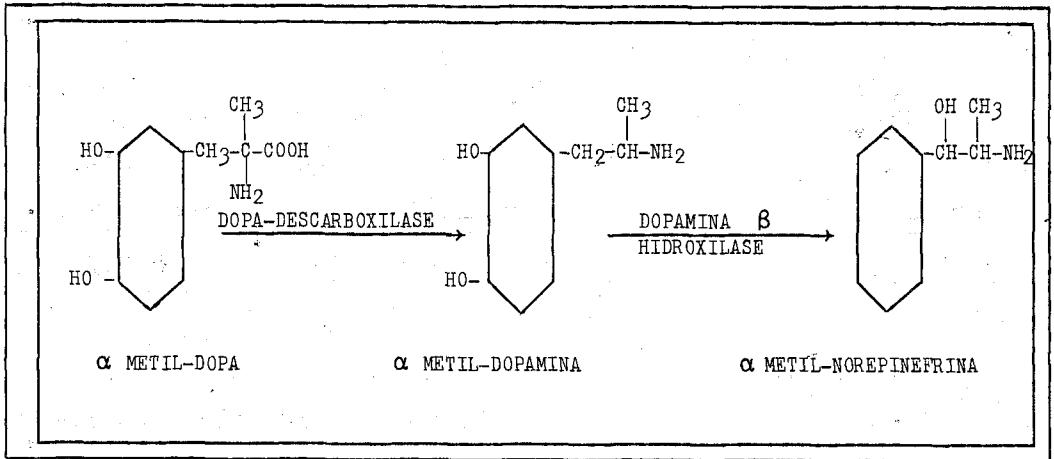 CH3
HO- -CH3-C-COOH
NH2
HO -
DOPA-DESCARBOXILASE
α METIL-DOPA
CH3
HO- -CH2-CH-NH2
HO-
DOPAMINA β
HIDROXILASE
α METIL-DOPAMINA
OH CH3
-CH-CH-NH2
α METIL-NOREPINEFRINA